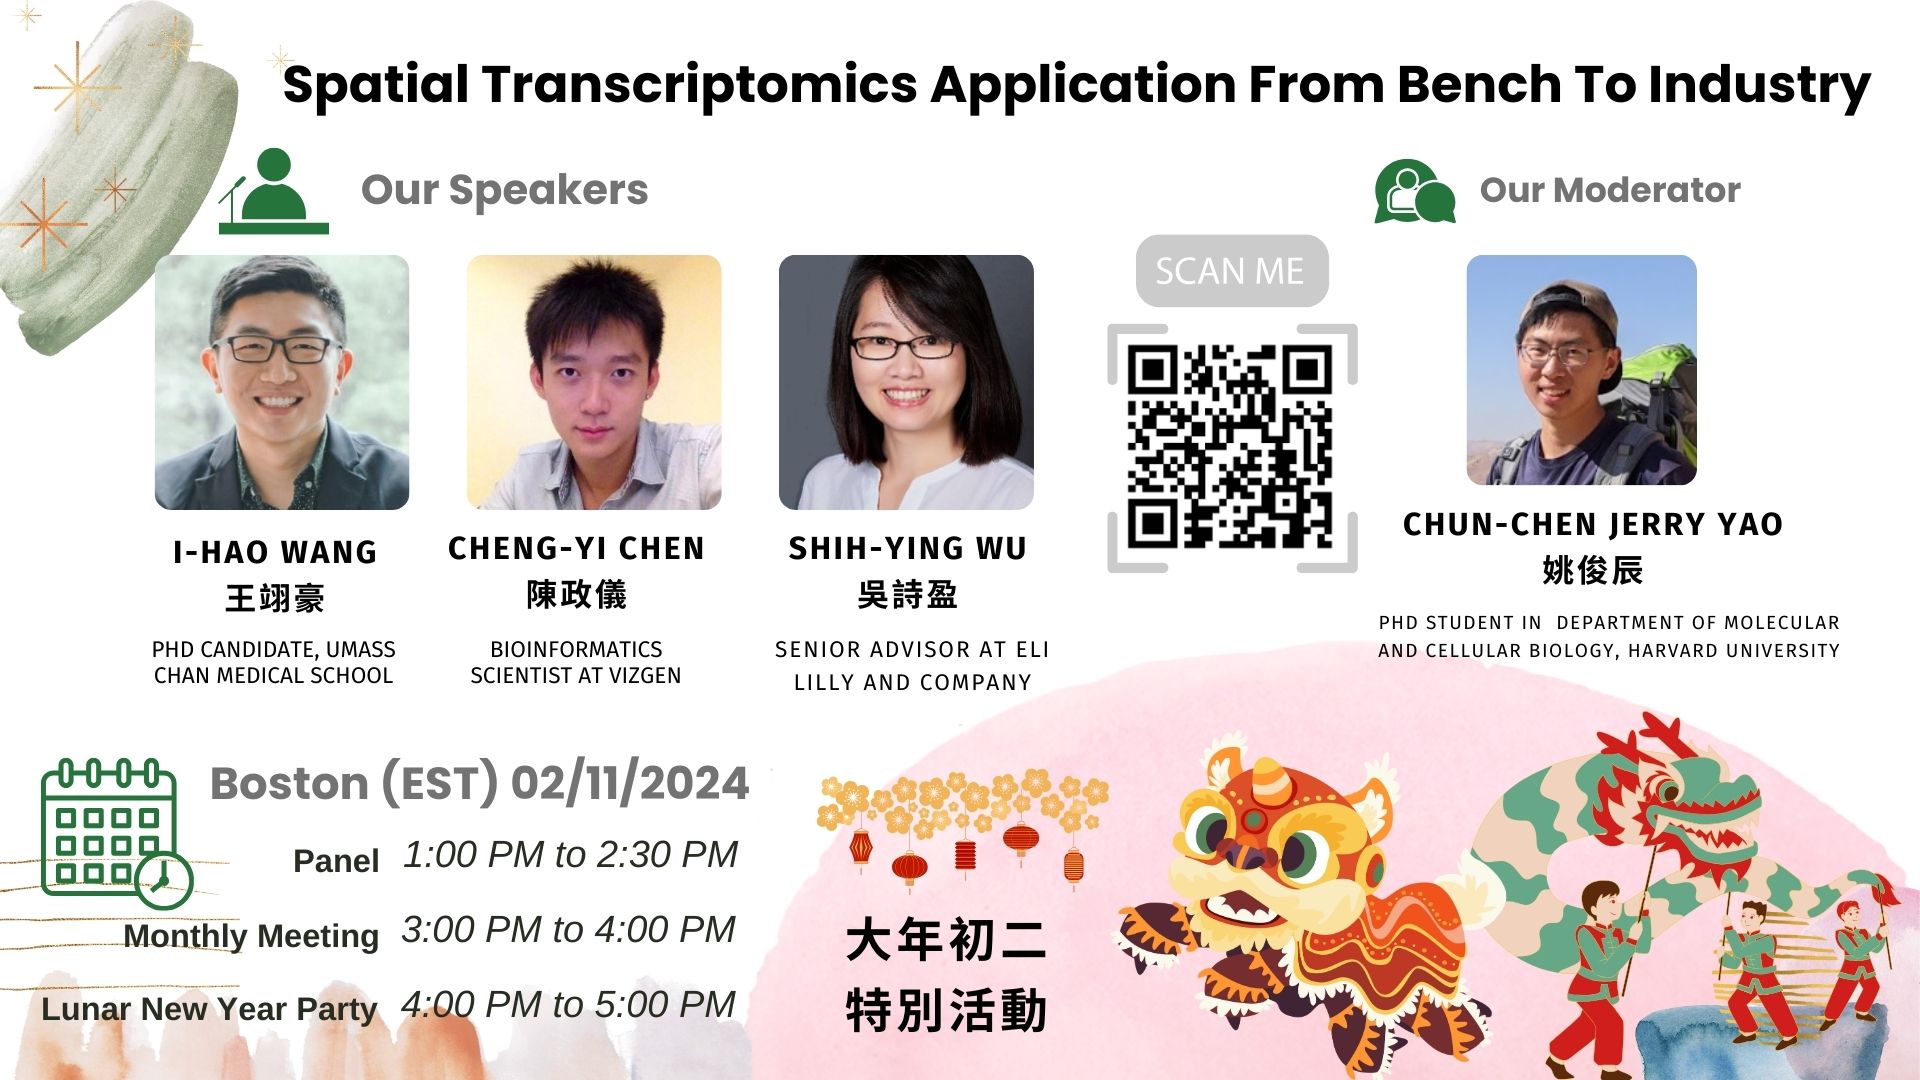 Spatial Transcriptomics Application From Bench To Industry
Our Speakers
I-HAO WANG
王翊豪
PHD CANDIDATE, UMASS
CHAN MEDICAL SCHOOL
CHENG-YI CHEN
陳政儀
BIOINFORMATICS
SCIENTIST AT VIZGEN
SHIH-YING WU
吳詩盈
SENIOR ADVISOR AT ELI
LILLY AND COMPANY
SCAN ME
Our Moderator
CHUN-CHEN JERRY YAO
姚俊辰
PHD STUDENT IN DEPARTMENT OF MOLECULAR
AND CELLULAR BIOLOGY, HARVARD UNIVERSITY
Boston (EST) 02/11/2024
Panel 1:00 PM to 2:30 PM
Monthly Meeting 3:00 PM to 4:00 PM
Lunar New Year Party 4:00 PM to 5:00 PM
大年初二
特別活動